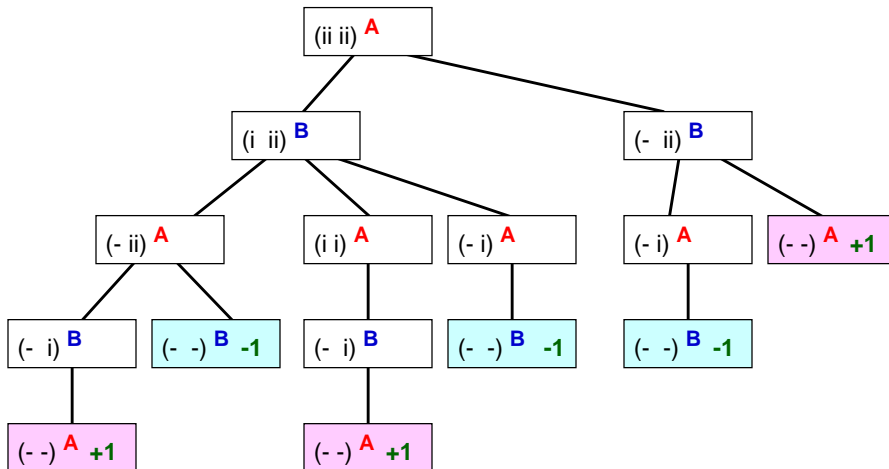 (ii ii) A
(i ii) B
(- ii) B
(- ii) A
(i i) A
(- i) A
(- i) A
(- -) A +1
(- i) B
(- -) B -1
(- i) B
(- -) B -1
(- -) B -1
(- -) A +1
(- -) A +1